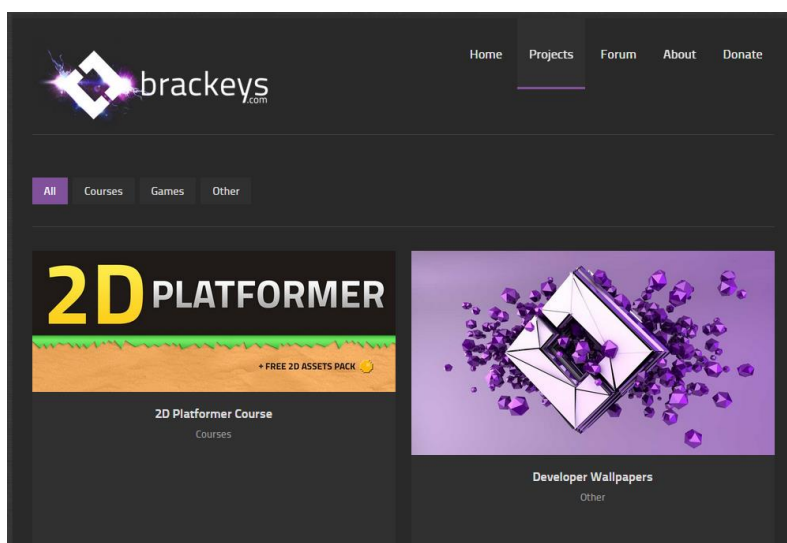 Home Projects Forum About Donate
brackeys
.com
All Courses Games Other
2D PLATFORMER
+ FREE 2D ASSETS PACK
2D Platformer Course
Courses
Developer Wallpapers
Other